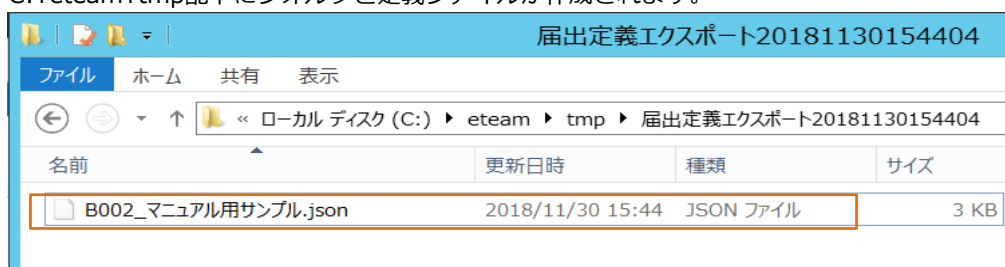 届出定義エクスポート20181130154404
ファイル ホーム 共有 表示
« ローカル ディスク (C:) ▶ eteam ▶ tmp ▶ 届出定義エクスポート20181130154404
名前 更新日時 種類 サイズ
B002_マニュアル用サンプル.json 2018/11/30 15:44 JSON ファイル 3 KB